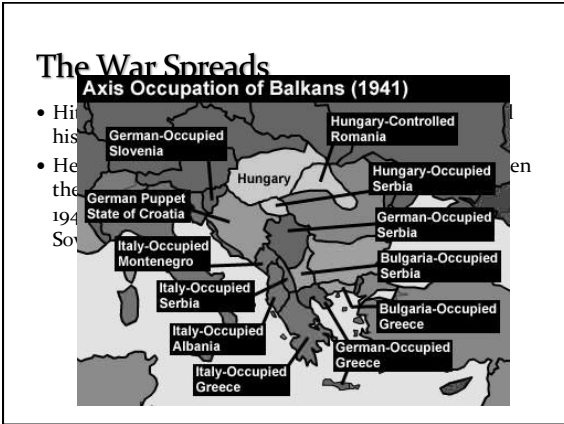 The War Spreads
Axis Occupation of Balkans (1941)
• 
his
• He en
the
194
Hungary-Controlled
Romania
German-Occupied
Slovenia
Hungary
Hungary-Occupied
Serbia
German Puppet
State of Croatia
German-Occupied
Serbia
Italy-Occupied
Montenegro
Bulgaria-Occupied
Serbia
Italy-Occupied
Serbia
Bulgaria-Occupied
Greece
Italy-Occupied
Albania
German-Occupied
Greece
Italy-Occupied
Greece